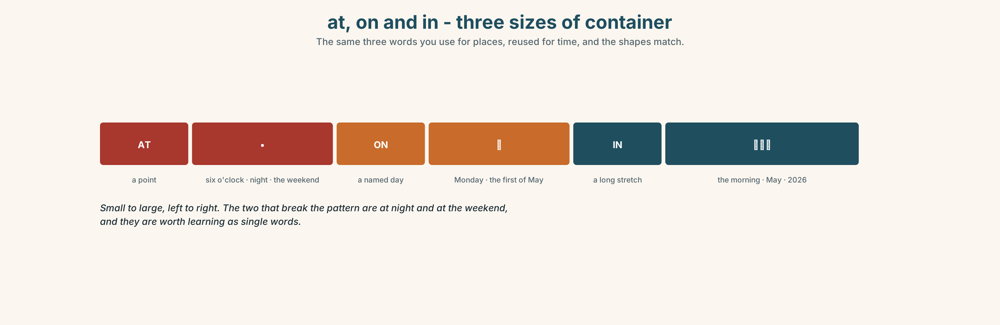 at, on and in - three sizes of container
The same three words you use for places, reused for time, and the shapes match.
AT
•
ON
IN
a point
six o'clock · night · the weekend
a named day
Monday · the first of May
a long stretch
the morning · May · 2026
Small to large, left to right. The two that break the pattern are at night and at the weekend,
and they are worth learning as single words.